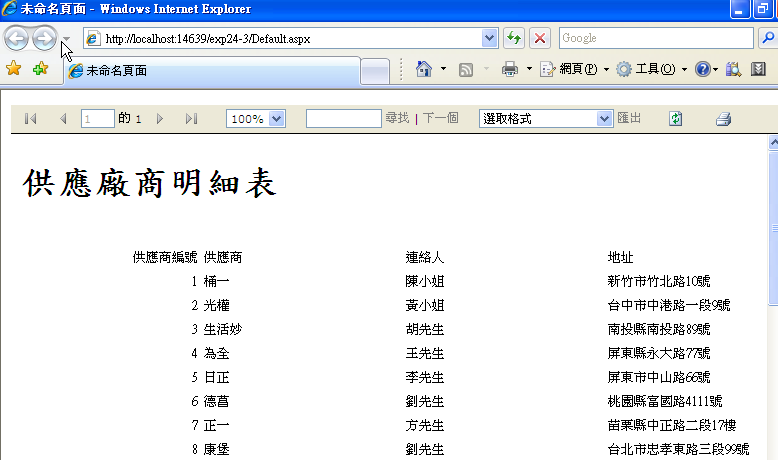 未命名頁面 - Windows Internet Explorer
http://localhost:14639/exp24-3/Default.aspx
Google
未命名頁面
網頁(P)
工具(O)
1 的 1
100%
尋找 | 下一個
選取格式
匯出
供應廠商明細表
供應商編號 供應商 連絡人 地址
1 桶一 陳小姐 新竹市竹北路10號
2 光權 黃小姐 台中市中港路一段9號
3 生活妙 胡先生 南投縣南投路89號
4 為全 王先生 屏東縣永大路77號
5 日正 李先生 屏東市中山路66號
6 德菖 劉先生 桃園縣富國路4111號
7 正一 方先生 苗栗縣中正路二段17樓
8 康堡 劉先生 台北市忠孝東路三段99號